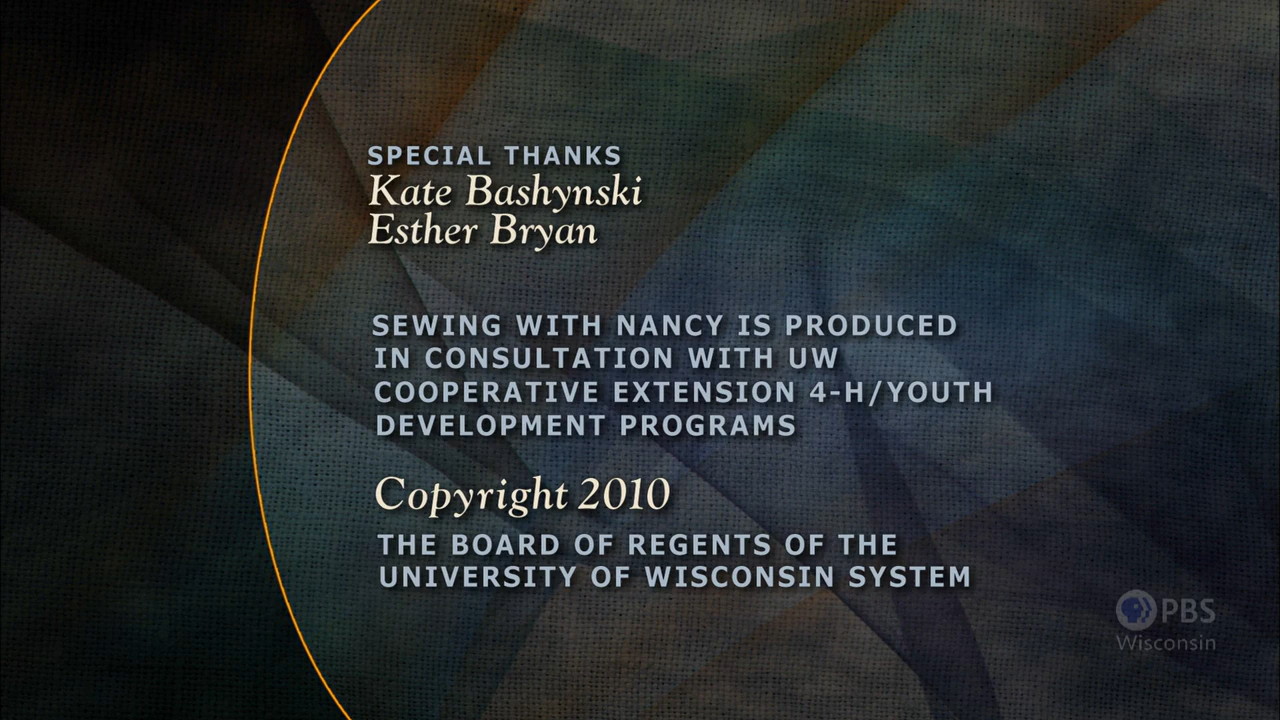 SPECIAL THANKS
Kate Bashynski
Esther Bryan
SEWING WITH NANCY IS PRODUCED
IN CONSULTATION WITH UW
COOPERATIVE EXTENSION 4-H/YOUTH
DEVELOPMENT PROGRAMS
Copyright 2010
THE BOARD OF REGENTS OF THE
UNIVERSITY OF WISCONSIN SYSTEM
PBS
Wisconsin